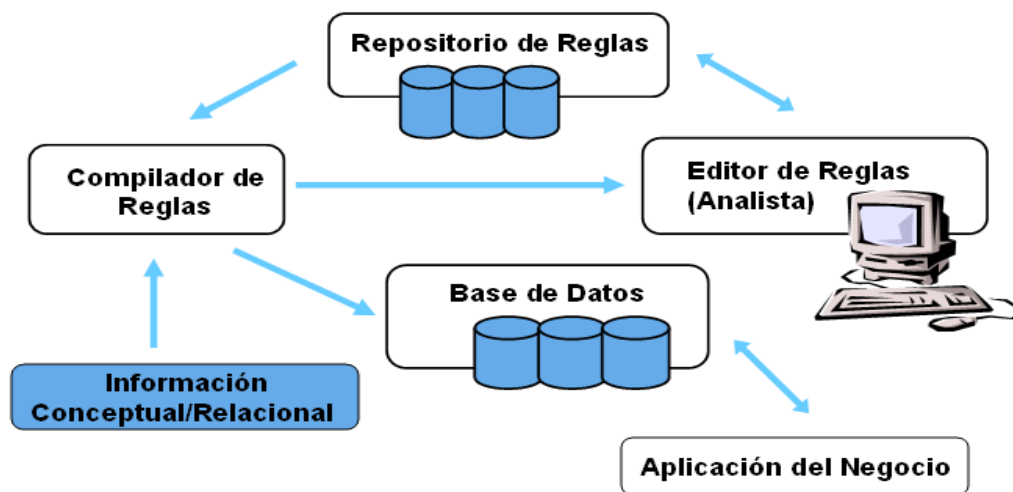 Repositorio de Reglas
Compilador de
Reglas
Editor de Reglas
(Analista)
Base de Datos
Información
Conceptual/Relacional
Aplicación del Negocio